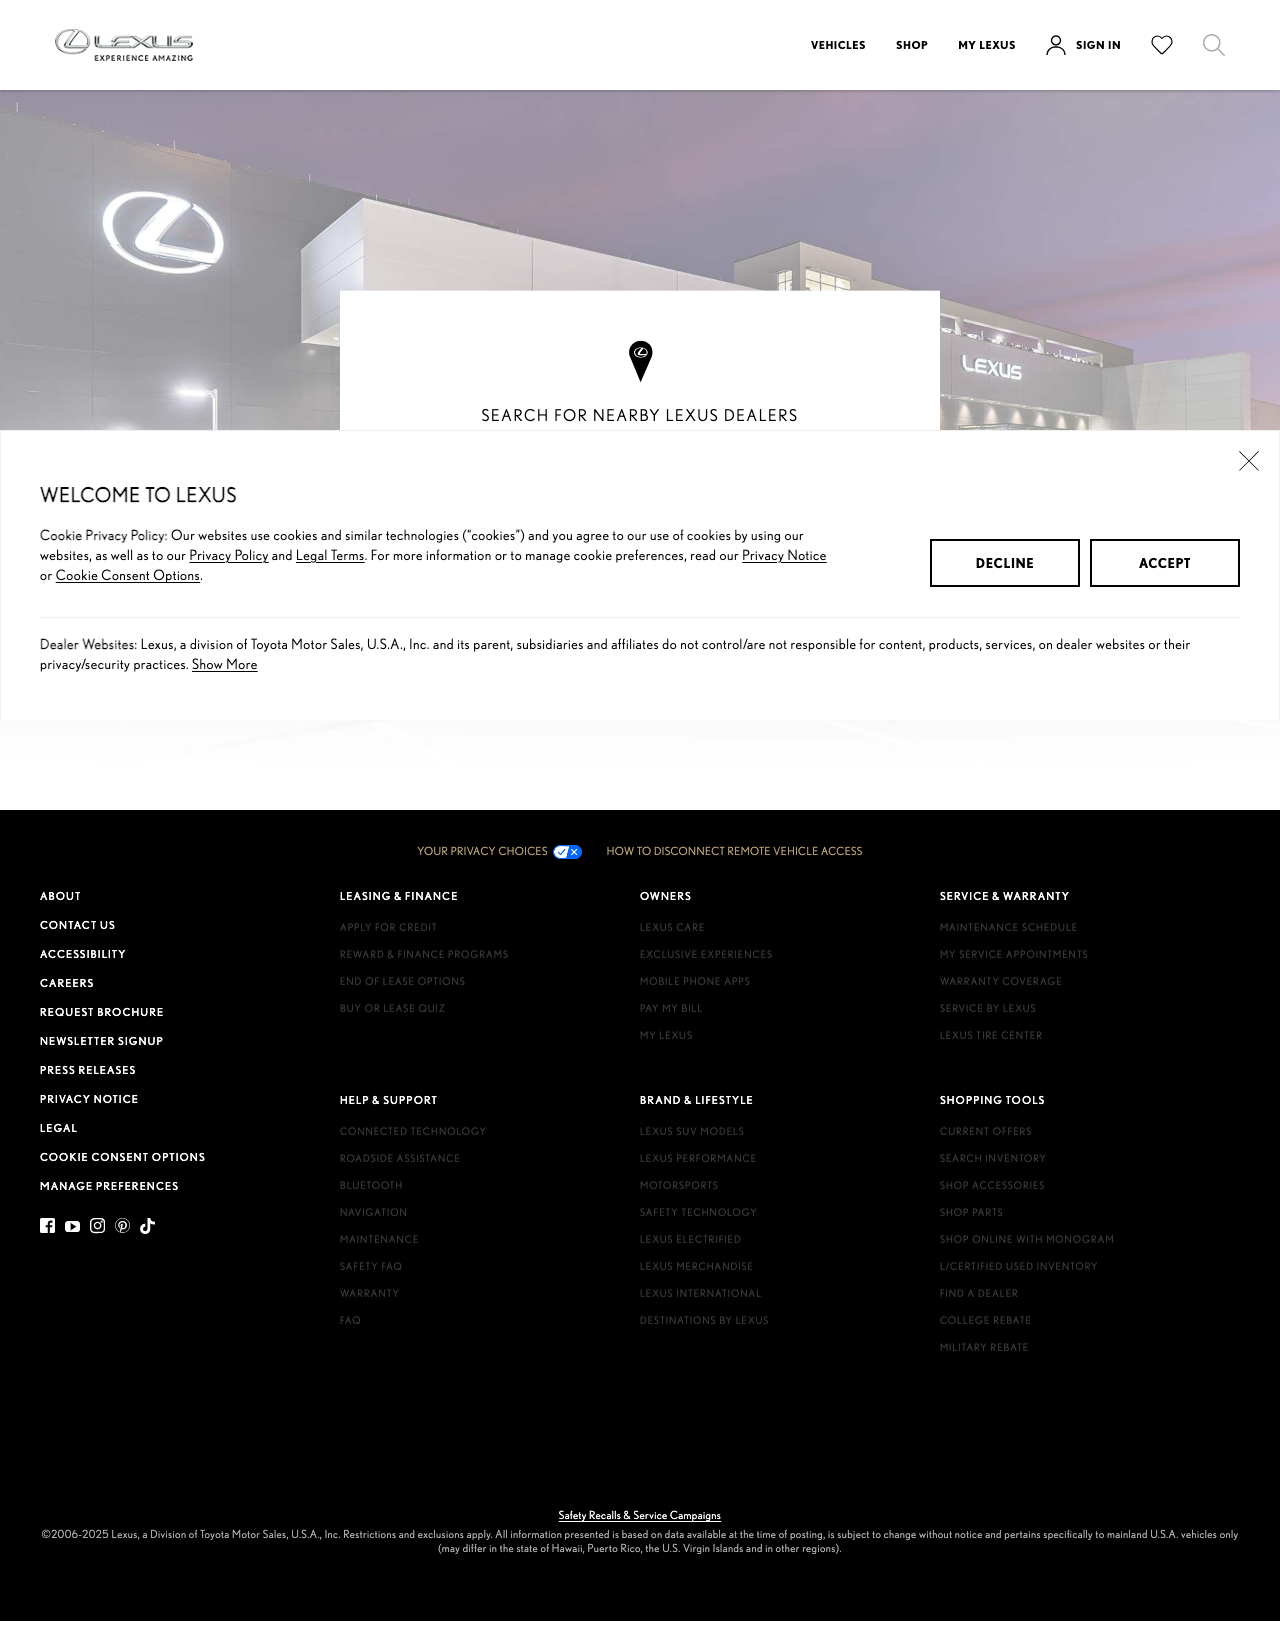 LEXUS
EXPERIENCE AMAZING
VEHICLES
SHOP
MY LEXUS
SIGN IN
LEXUS
SEARCH FOR NEARBY LEXUS DEALERS
WELCOME TO LEXUS
Cookie Privacy Policy: Our websites use cookies and similar technologies (“cookies”) and you agree to our use of cookies by using our
websites, as well as to our Privacy Policy and Legal Terms. For more information or to manage cookie preferences, read our Privacy Notice
or Cookie Consent Options.
DECLINE
ACCEPT
Dealer Websites: Lexus, a division of Toyota Motor Sales, U.S.A., Inc. and its parent, subsidiaries and affiliates do not control/are not responsible for content, products, services, on dealer websites or their
privacy/security practices. Show More
YOUR PRIVACY CHOICES
HOW TO DISCONNECT REMOTE VEHICLE ACCESS
ABOUT
CONTACT US
ACCESSIBILITY
CAREERS
REQUEST BROCHURE
NEWSLETTER SIGNUP
PRESS RELEASES
PRIVACY NOTICE
LEGAL
COOKIE CONSENT OPTIONS
MANAGE PREFERENCES
LEASING & FINANCE
APPLY FOR CREDIT
REWARD & FINANCE PROGRAMS
END OF LEASE OPTIONS
BUY OR LEASE QUIZ
OWNERS
LEXUS CARE
EXCLUSIVE EXPERIENCES
MOBILE PHONE APPS
PAY MY BILL
MY LEXUS
SERVICE & WARRANTY
MAINTENANCE SCHEDULE
MY SERVICE APPOINTMENTS
WARRANTY COVERAGE
SERVICE BY LEXUS
LEXUS TIRE CENTER
HELP & SUPPORT
CONNECTED TECHNOLOGY
ROADSIDE ASSISTANCE
BLUETOOTH
NAVIGATION
MAINTENANCE
SAFETY FAQ
WARRANTY
FAQ
BRAND & LIFESTYLE
LEXUS SUV MODELS
LEXUS PERFORMANCE
MOTORSPORTS
SAFETY TECHNOLOGY
LEXUS ELECTRIFIED
LEXUS MERCHANDISE
LEXUS INTERNATIONAL
DESTINATIONS BY LEXUS
SHOPPING TOOLS
CURRENT OFFERS
SEARCH INVENTORY
SHOP ACCESSORIES
SHOP PARTS
SHOP ONLINE WITH MONOGRAM
L/CERTIFIED USED INVENTORY
FIND A DEALER
COLLEGE REBATE
MILITARY REBATE
Safety Recalls & Service Campaigns
©2006-2025 Lexus, a Division of Toyota Motor Sales, U.S.A., Inc. Restrictions and exclusions apply. All information presented is based on data available at the time of posting, is subject to change without notice and pertains specifically to mainland U.S.A. vehicles only
(may differ in the state of Hawaii, Puerto Rico, the U.S. Virgin Islands and in other regions).